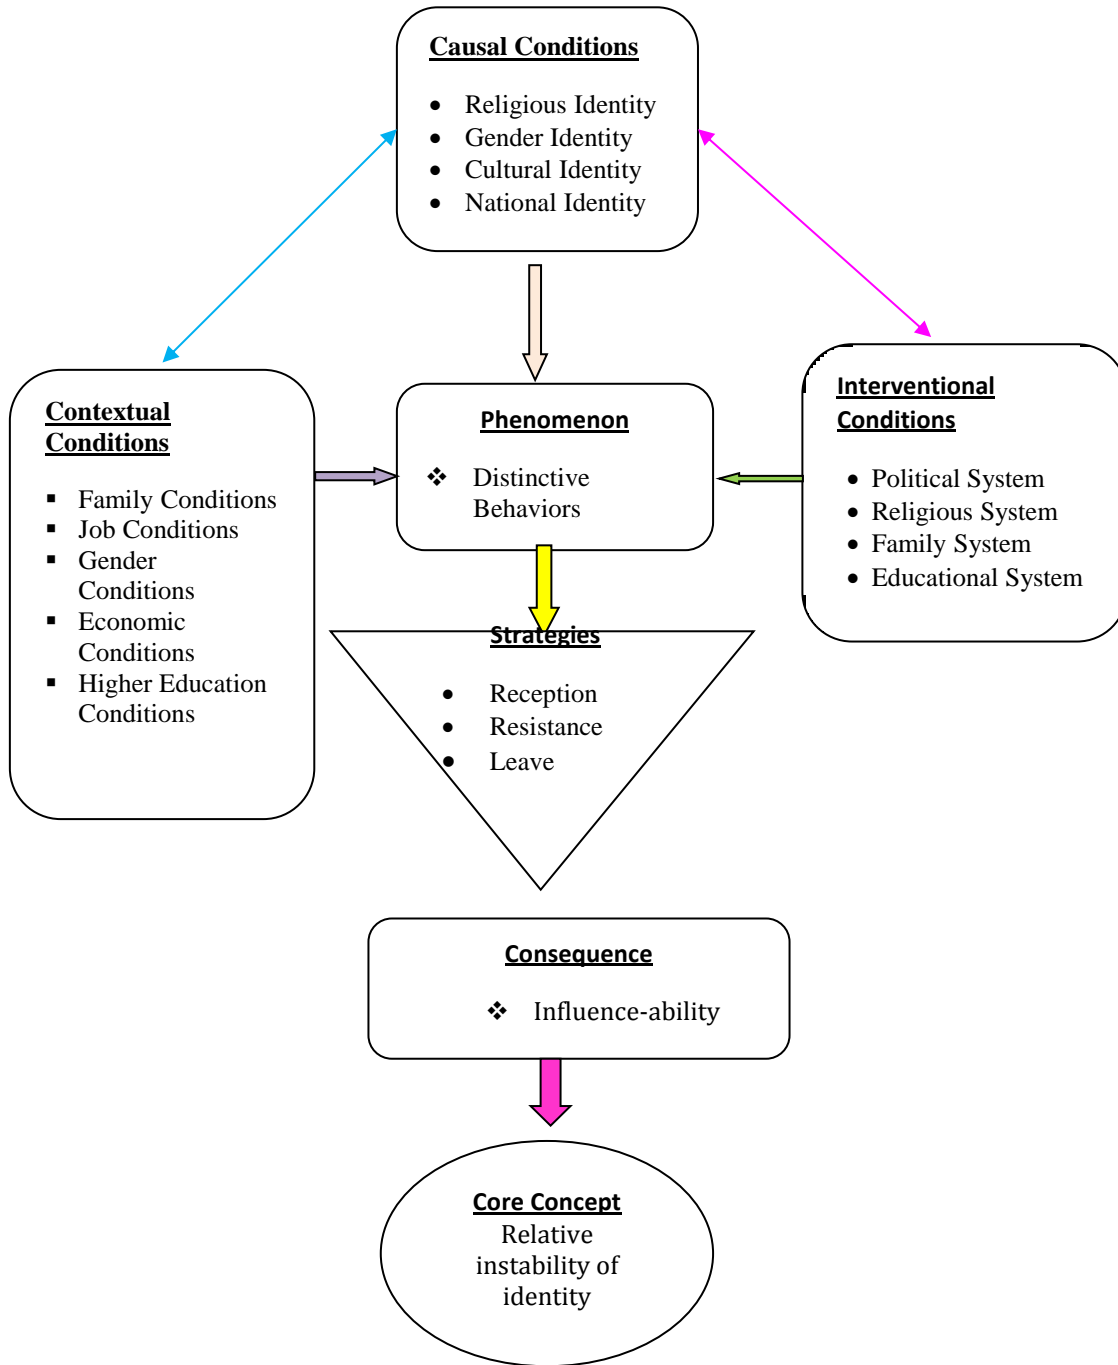 Causal Conditions
• Religious Identity
• Gender Identity
• Cultural Identity
• National Identity
Contextual
Conditions
▪ Family Conditions
▪ Job Conditions
▪ Gender
Conditions
▪ Economic
Conditions
▪ Higher Education
Conditions
Phenomenon
❖ Distinctive
Behaviors
Interventional
Conditions
• Political System
• Religious System
• Family System
• Educational System
Strategies
• Reception
• Resistance
• Leave
Consequence
❖ Influence-ability
Core Concept
Relative
instability of
identity